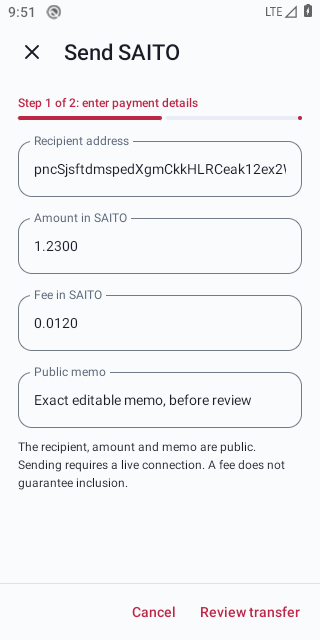 9:51
LTE
Send SAITO
Step 1 of 2: enter payment details
Recipient address
pncSjsftdmspedXgmCkkHLRCeak12ex2
Amount in SAITO
1.2300
Fee in SAITO
0.0120
Public memo
Exact editable memo, before review
The recipient, amount and memo are public.
Sending requires a live connection. A fee does not
guarantee inclusion.
Cancel
Review transfer